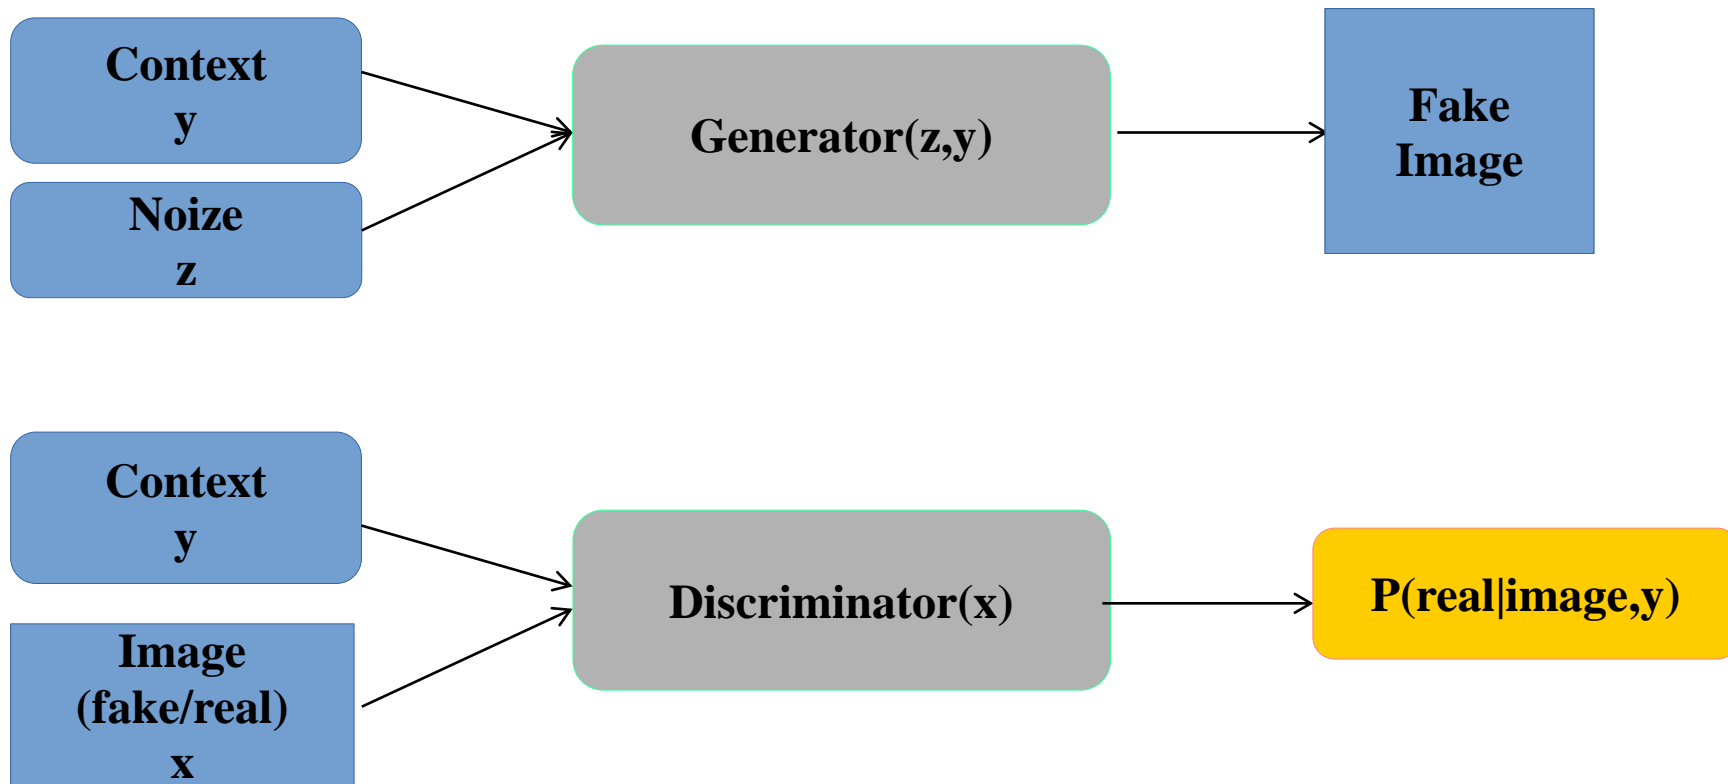 Context
y
Noize
z
Generator(z,y)
Fake
Image
Context
y
Image
(fake/real)
x
Discriminator(x)
P(real|image,y)